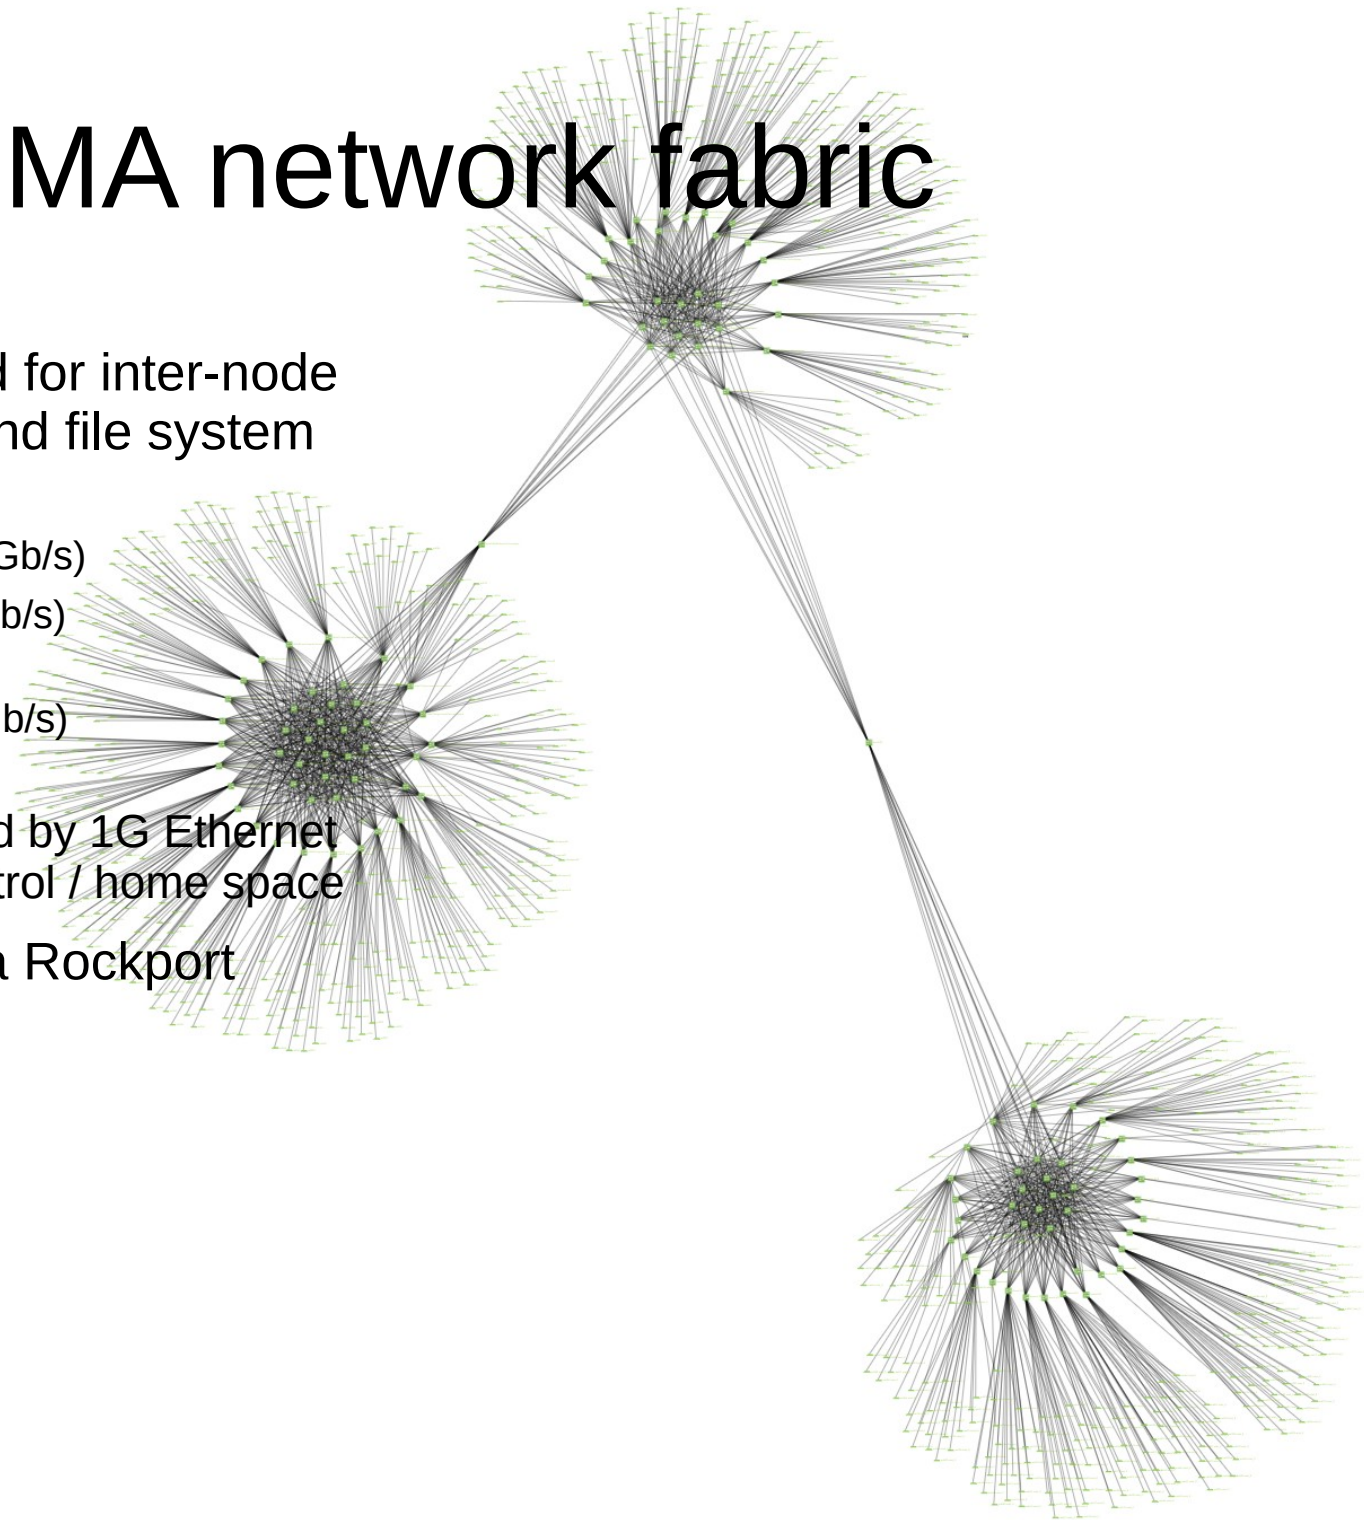 MA network fabric
d for inter-node
nd file system
Gb/s)
b/s)
b/s)
d by 1G Ethernet
trol / home space
a Rockport